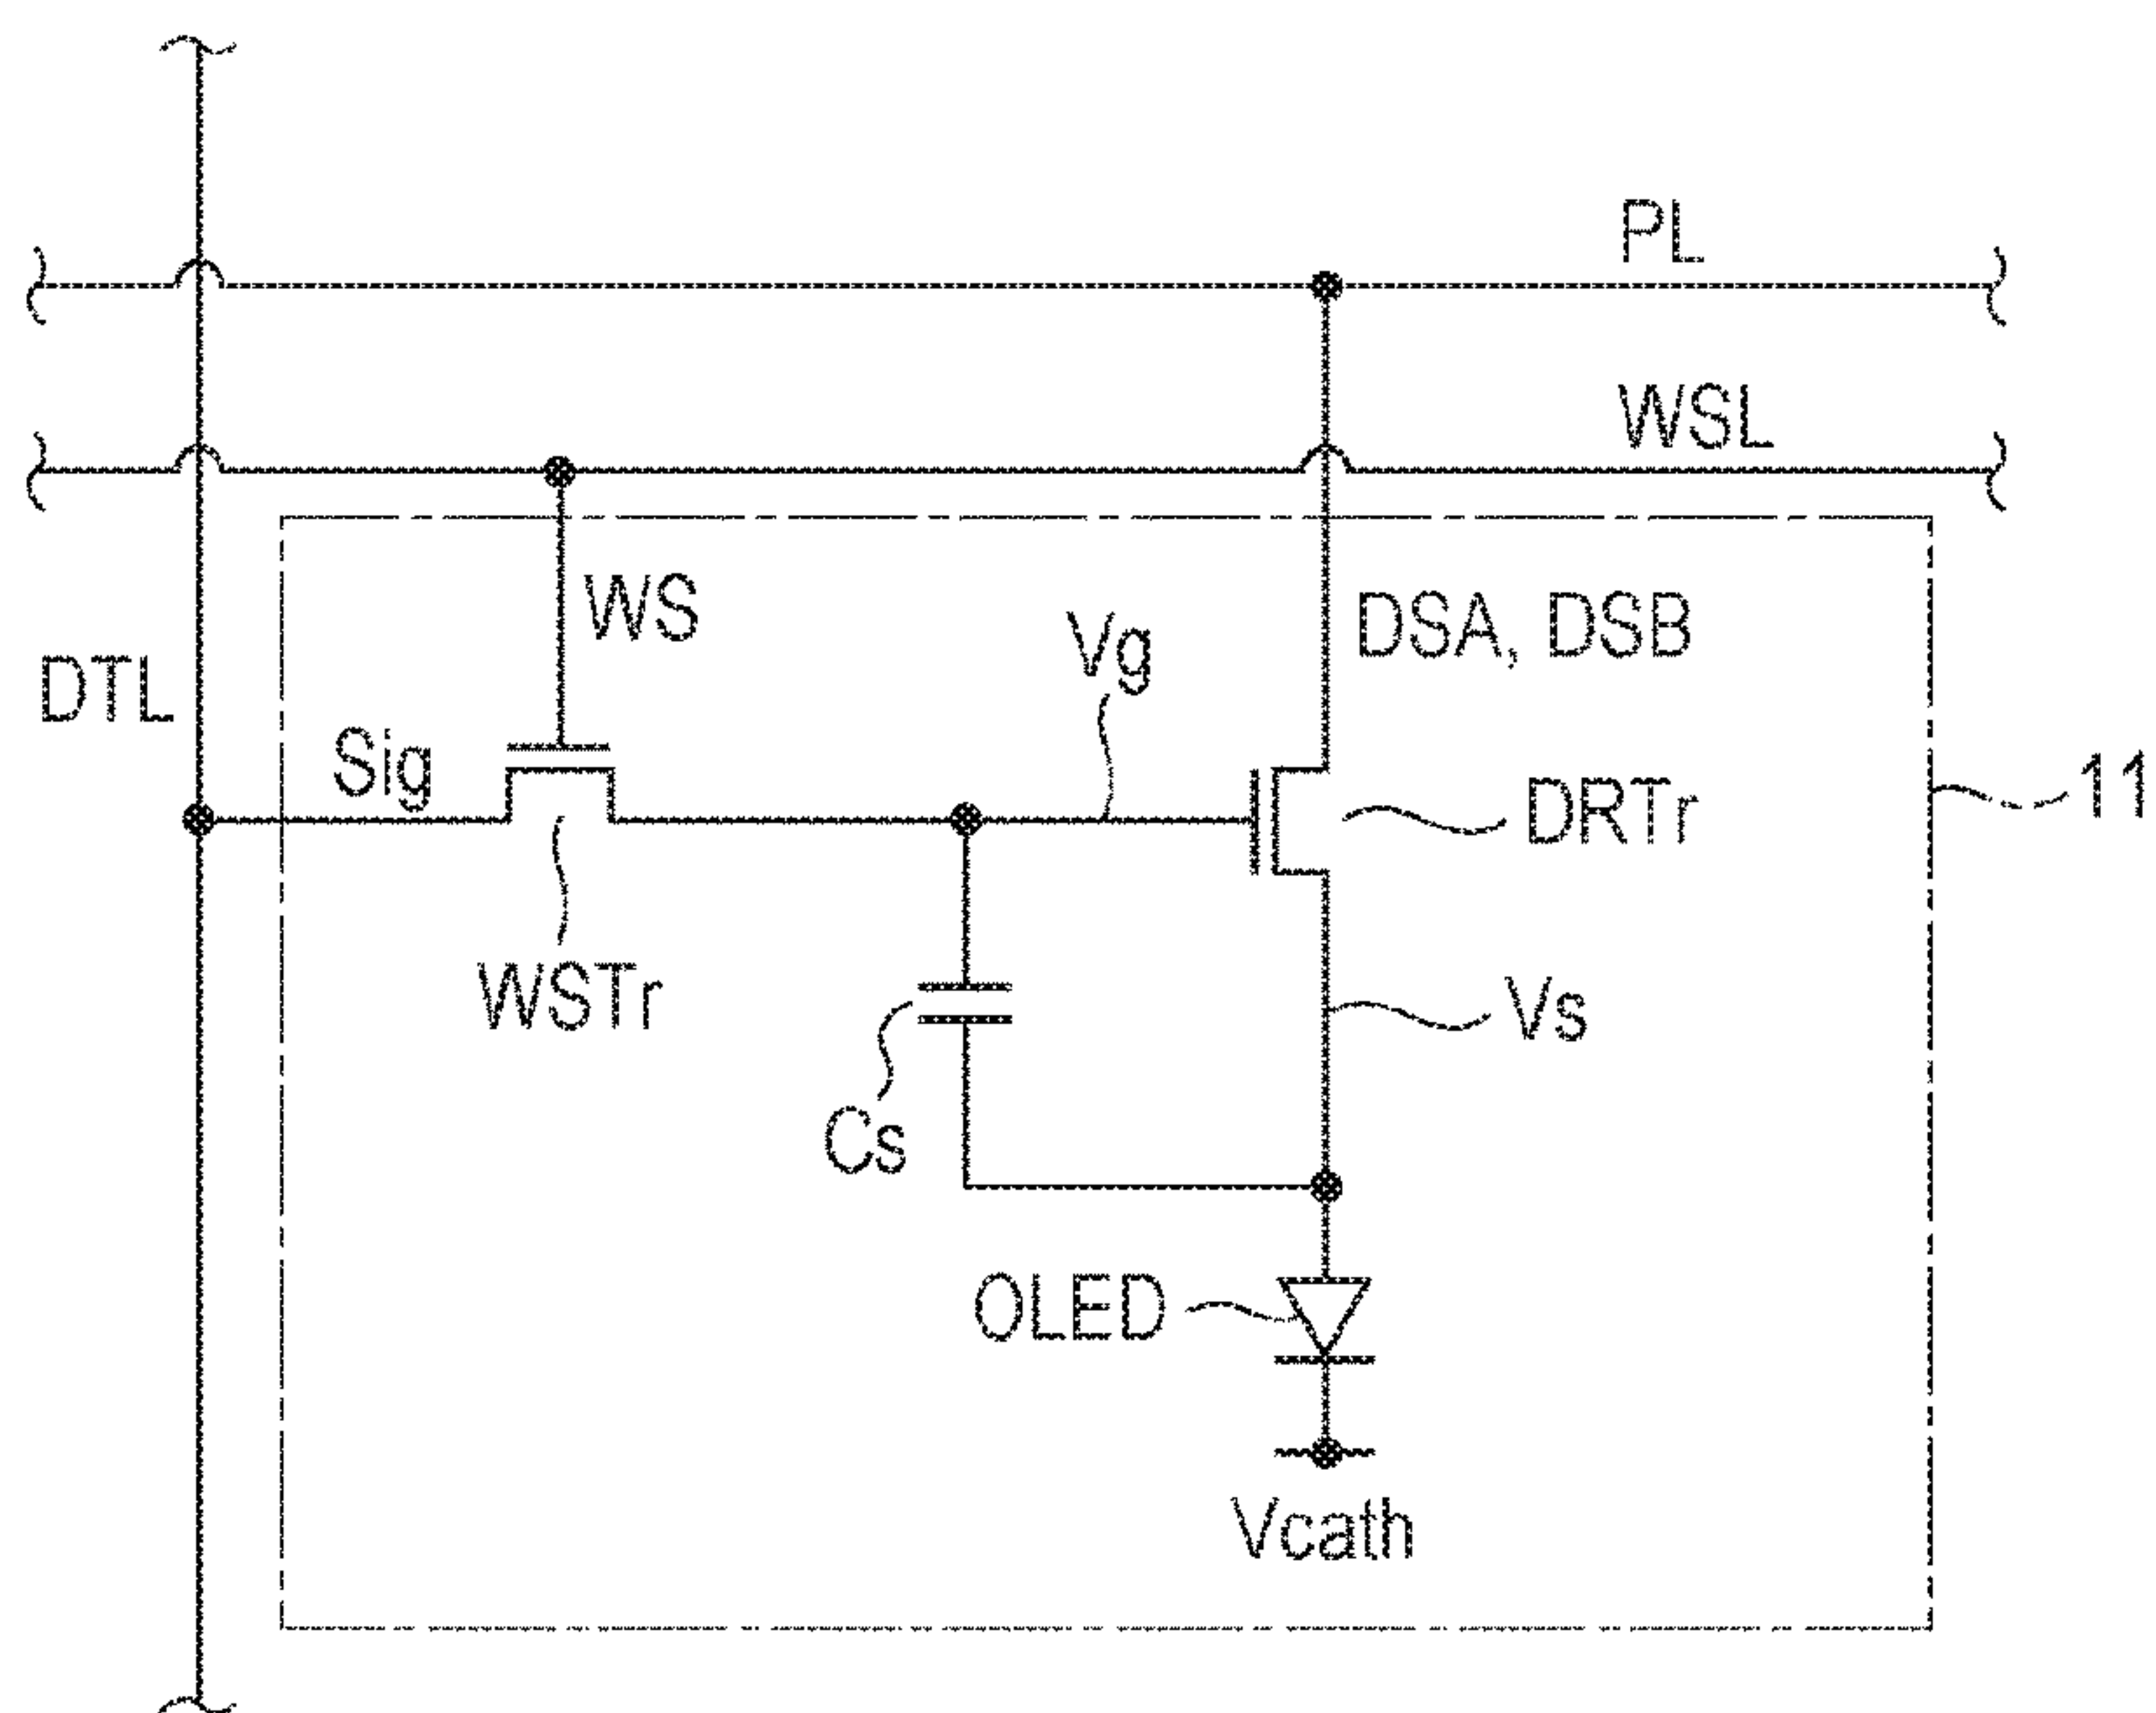 PL
WSL
WS
DSA, DSB
Vg
DTL
Sig
11
DRTr
WSTr
Vs
Cs
OLED
Vcath